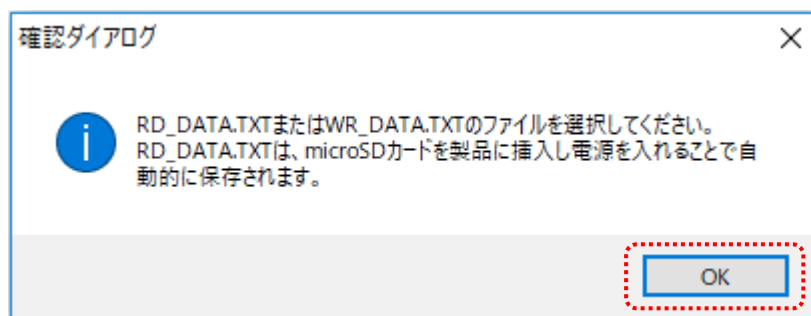 確認ダイアログ
RD_DATA.TXTまたはWR_DATA.TXTのファイルを選択してください。
RD_DATA.TXTは、microSDカードを製品に挿入し電源を入れることで自
動的に保存されます。
OK